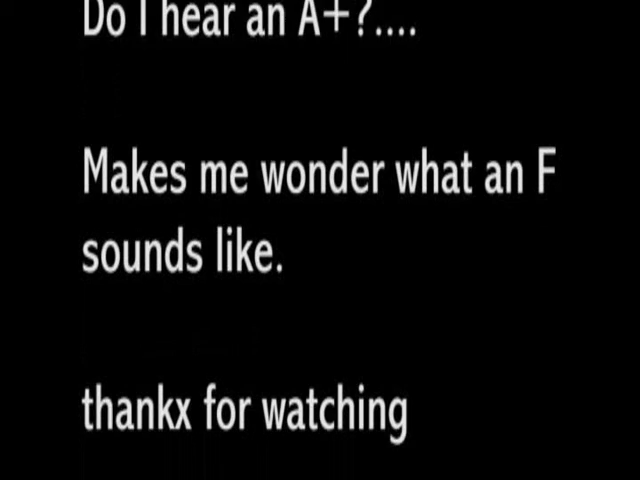 Do I hear an A+?....
Makes me wonder what an F
sounds like.
thankx for watching